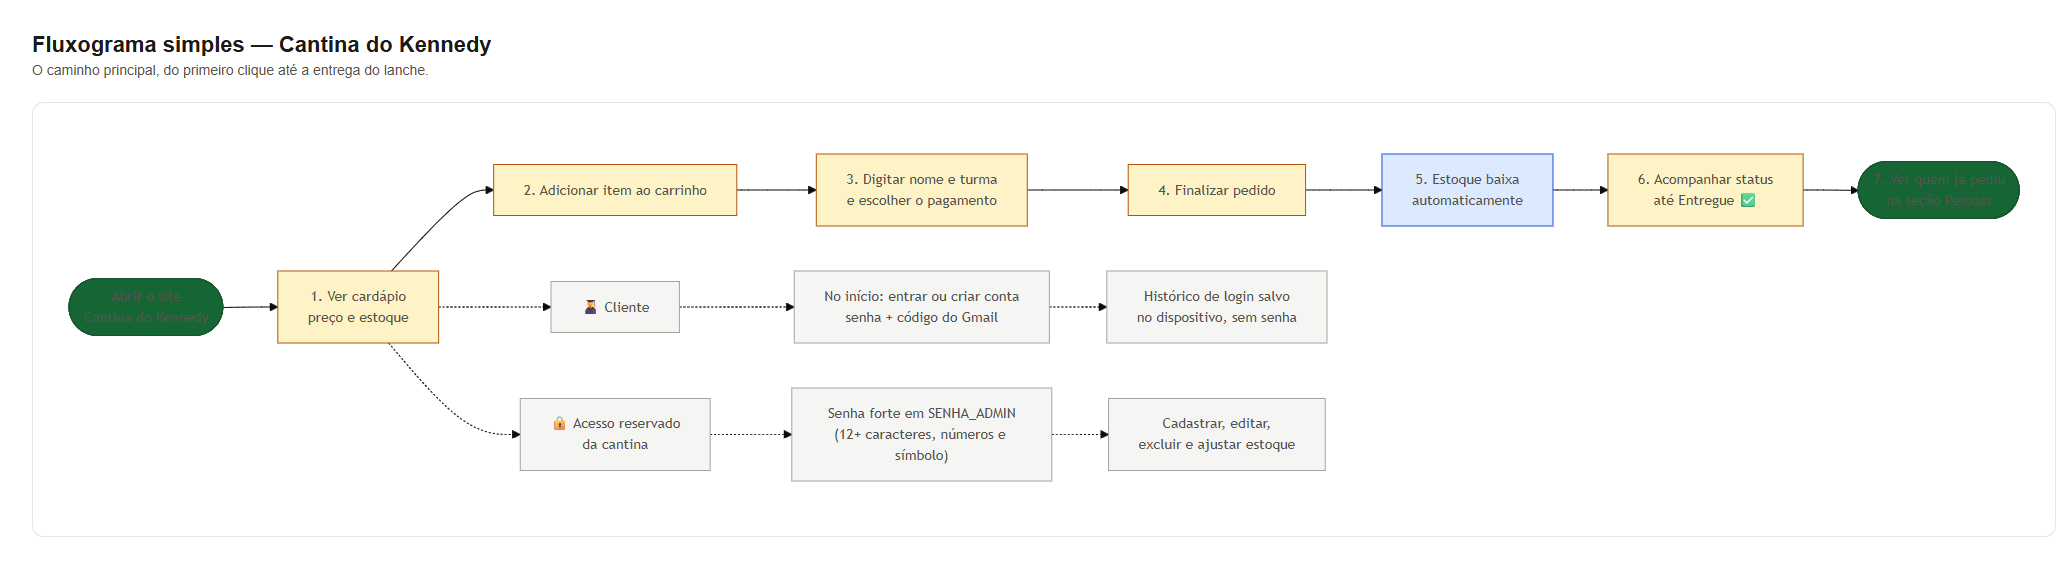 Fluxograma simples — Cantina do Kennedy
O caminho principal, do primeiro clique até a entrega do lanche.
2. Adicionar item ao carrinho
3. Digitar nome e turma
e escolher o pagamento
4. Finalizar pedido
5. Estoque baixa
automaticamente
6. Acompanhar status
até Entregue ✅
7. Ver quem já pediu
na seção Pessoas
Abrir o site
Cantina do Kennedy
1. Ver cardápio
preço e estoque
Cliente
No início: entrar ou criar conta
senha + código do Gmail
Histórico de login salvo
no dispositivo, sem senha
🔒 Acesso reservado
da cantina
Senha forte em SENHA_ADMIN
(12+ caracteres, números e
símbolo)
Cadastrar, editar,
excluir e ajustar estoque